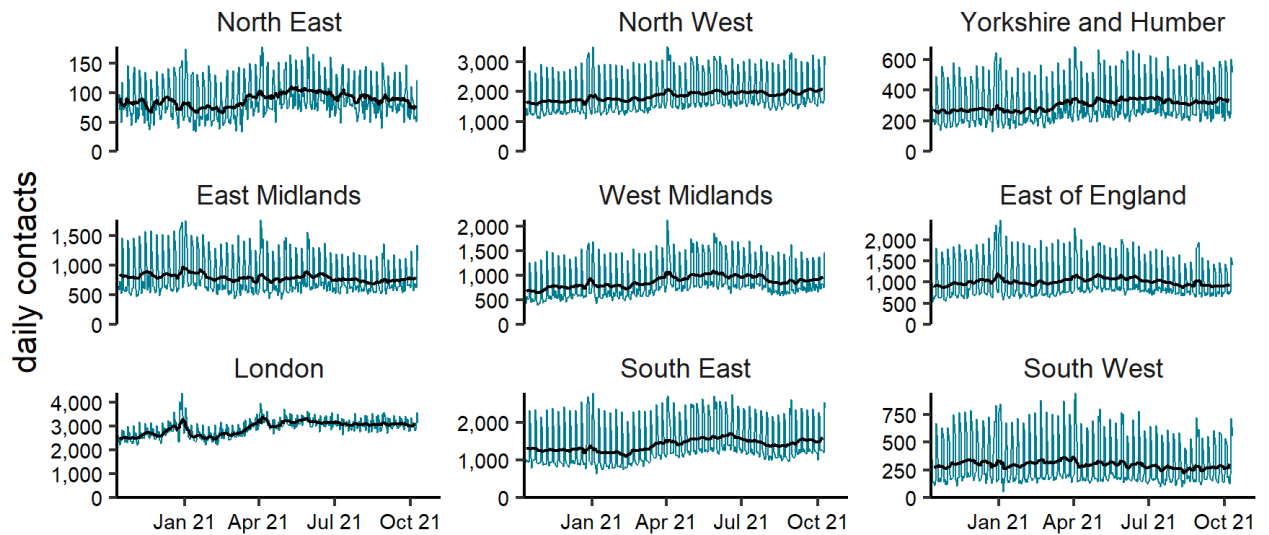 North East
North West
Yorkshire and Humber
150
100
50
0
3,000
2,000
1,000
0
600
400
200
0
East Midlands
West Midlands
East of England
1,500
1,000
500
0
2,000
1,500
1,000
500
0
2,000
1,500
1,000
500
0
daily contacts
London
South East
South West
4,000
3,000
2,000
1,000
0
2,000
1,000
0
750
500
250
0
Jan 21 Apr 21 Jul 21 Oct 21
Jan 21 Apr 21 Jul 21 Oct 21
Jan 21 Apr 21 Jul 21 Oct 21